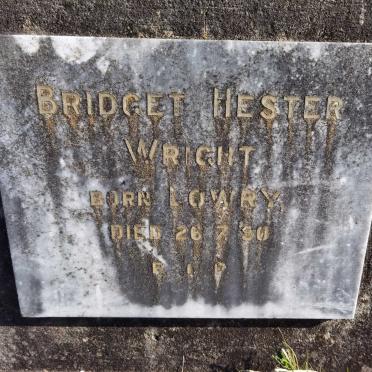 BRIDGET HESTER
WRIGHT
BORN LOWRY
DIED 26 7 30
R I P